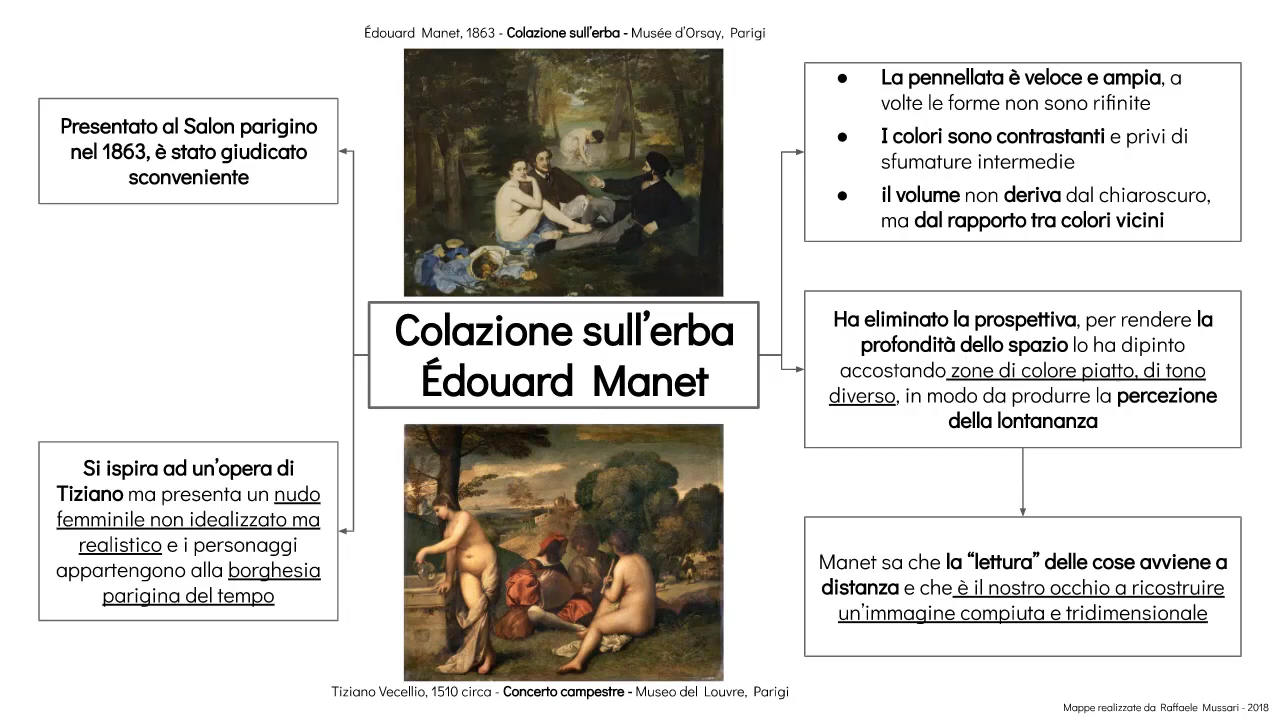 Édouard Manet, 1863 - Colazione sull'erba - Musée d'Orsay, Parigi
Presentato al Salon parigino
nel 1863, è stato giudicato
sconveniente
● La pennellata è veloce e ampia, a
volte le forme non sono rifinite
● I colori sono contrastanti e privi di
sfumature intermedie
● il volume non deriva dal chiaroscuro,
ma dal rapporto tra colori vicini
Colazione sull'erba
Édouard Manet
Ha eliminato la prospettiva, per rendere la
profondità dello spazio lo ha dipinto
accostando zone di colore piatto, di tono
diverso, in modo da produrre la percezione
della lontananza
Si ispira ad un'opera di
Tiziano ma presenta un nudo
femminile non idealizzato ma
realistico e i personaggi
appartengono alla borghesia
parigina del tempo
Manet sa che la “lettura” delle cose avviene a
distanza e che è il nostro occhio a ricostruire
un'immagine compiuta e tridimensionale
Tiziano Vecellio, 1510 circa - Concerto campestre - Museo del Louvre, Parigi
Mappe realizzate da Raffaele Mussari - 2018